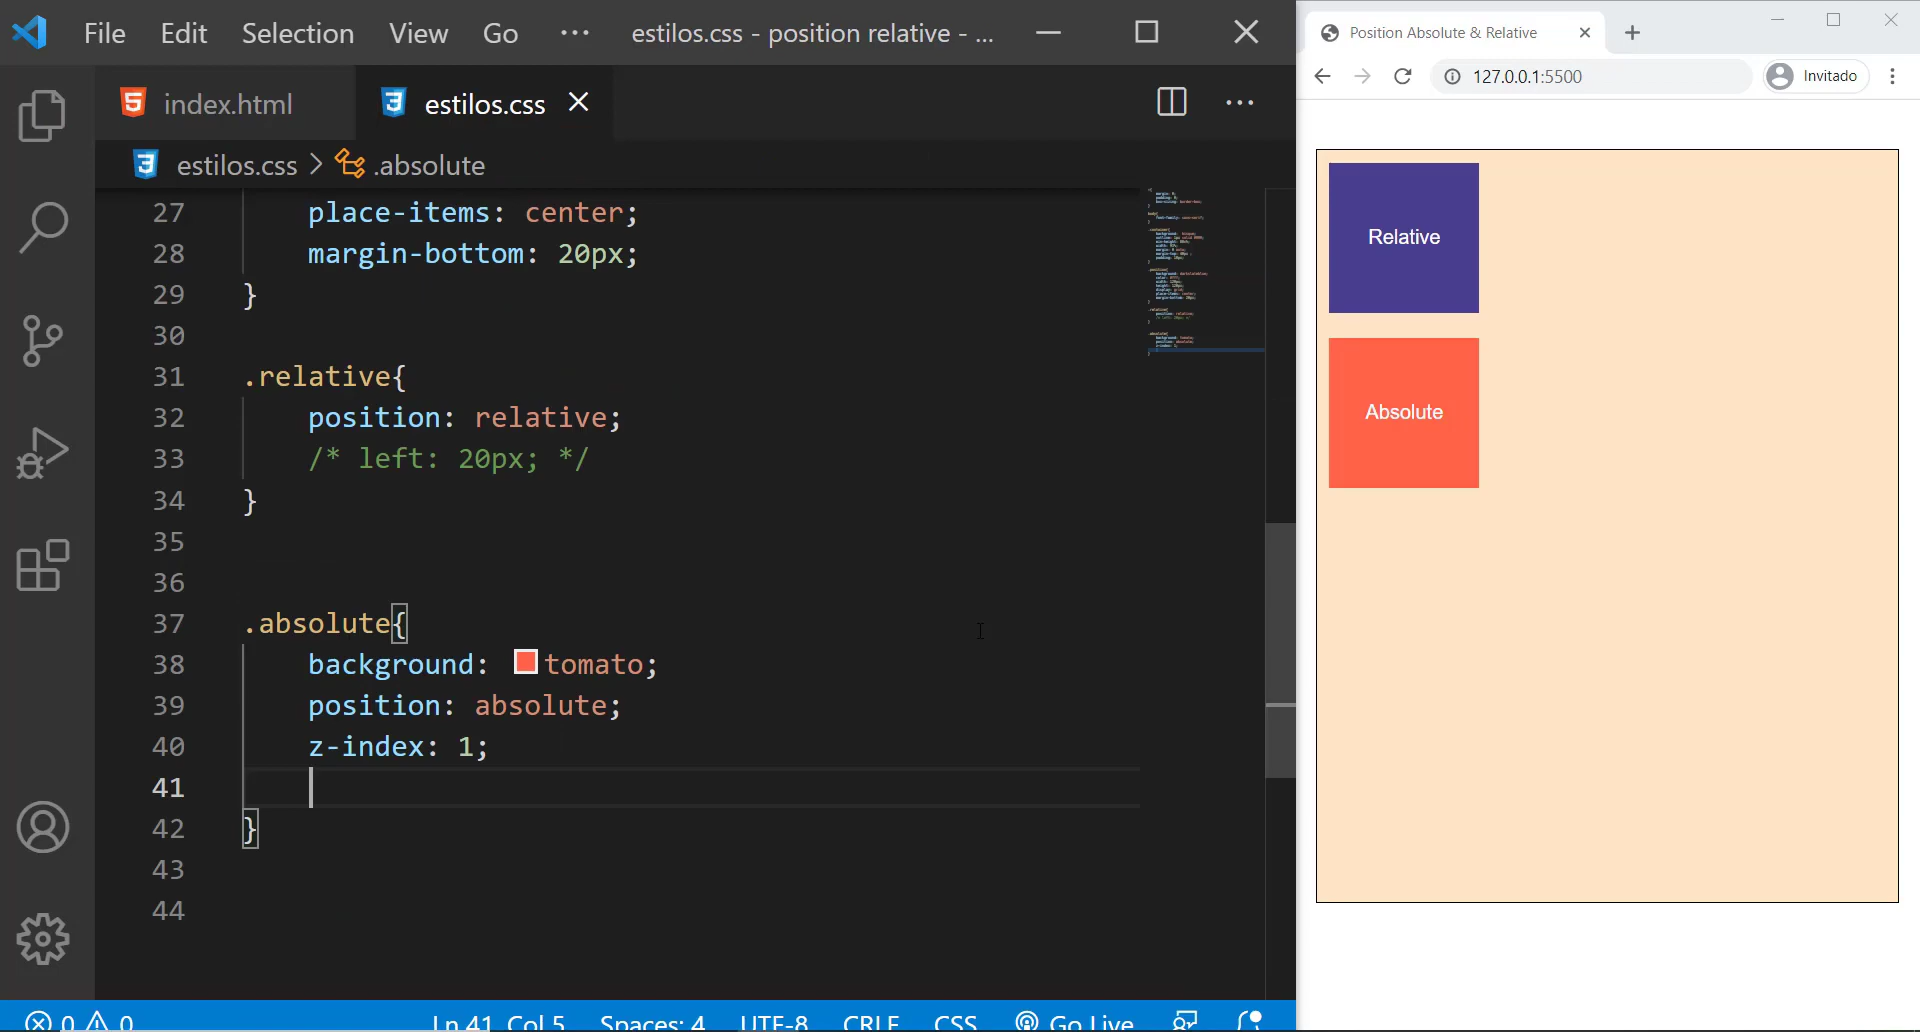 File Edit Selection View Go ··· estilos.css - position relative - ...
index.html estilos.css
estilos.css > .absolute
27 place-items: center;
28 margin-bottom: 20px;
29 }
30
31 .relative{
32 position: relative;
33 /* left: 20px; */
34 }
35
36
37 .absolute{
38 background: tomato;
39 position: absolute;
40 z-index: 1;
41
42 }
43
44
0 0 Ln 41, Col 5 Spaces: 4 UTF-8 CRLF CSS Go Live
Position Absolute & Relative
127.0.0.1:5500 Invitado
Relative
Absolute